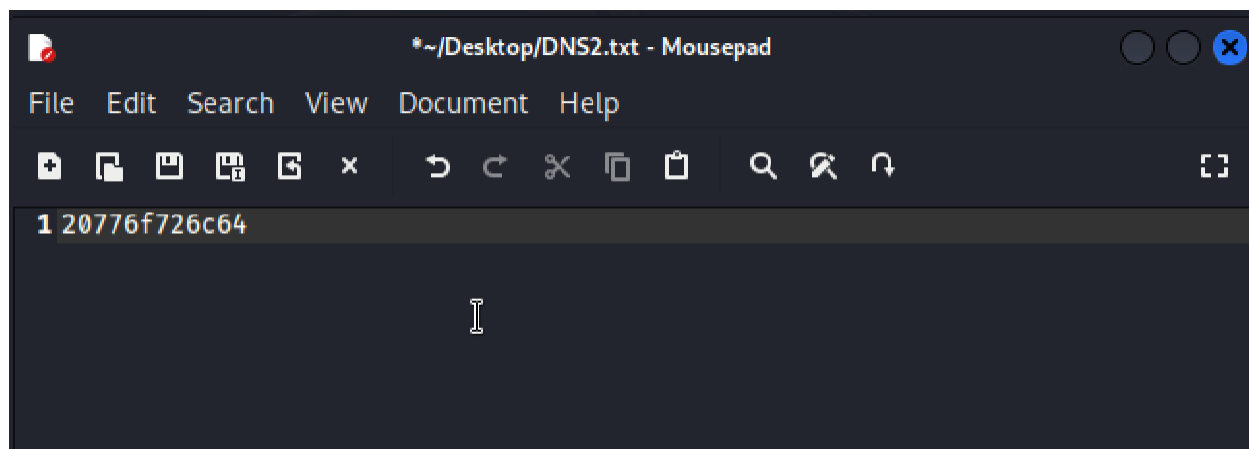 *~/Desktop/DNS2.txt - Mousepad
File Edit Search View Document Help
1 20776f726c64